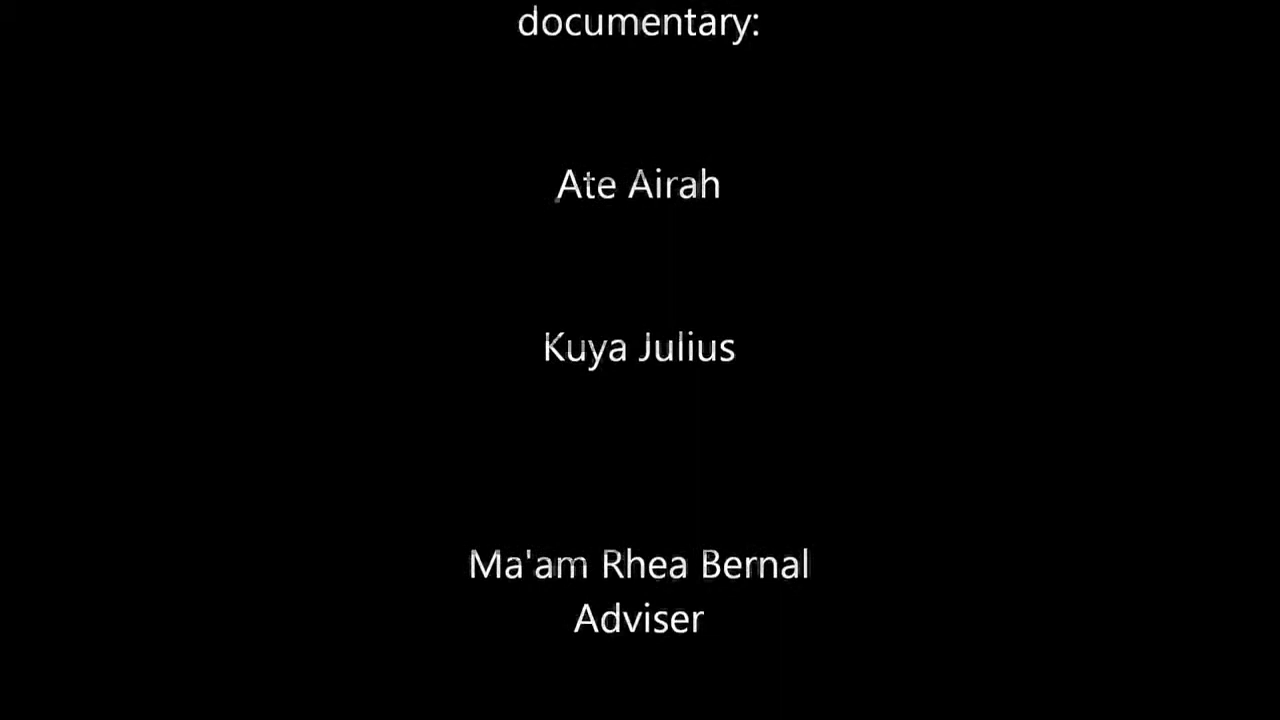 documentary:
Ate Airah
Kuya Julius
Ma'am Rhea Bernal
Adviser